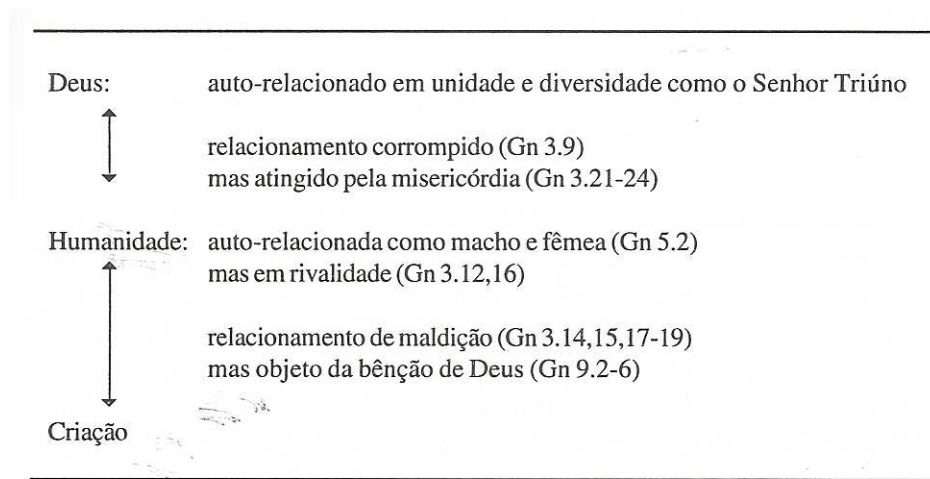 Deus: auto-relacionado em unidade e diversidade como o Senhor Triúno
relacionamento corrompido (Gn 3.9)
mas atingido pela misericórdia (Gn 3.21-24)
Humanidade: auto-relacionada como macho e fêmea (Gn 5.2)
mas em rivalidade (Gn 3.12,16)
relacionamento de maldição (Gn 3.14,15,17-19)
mas objeto da bênção de Deus (Gn 9.2-6)
Criação